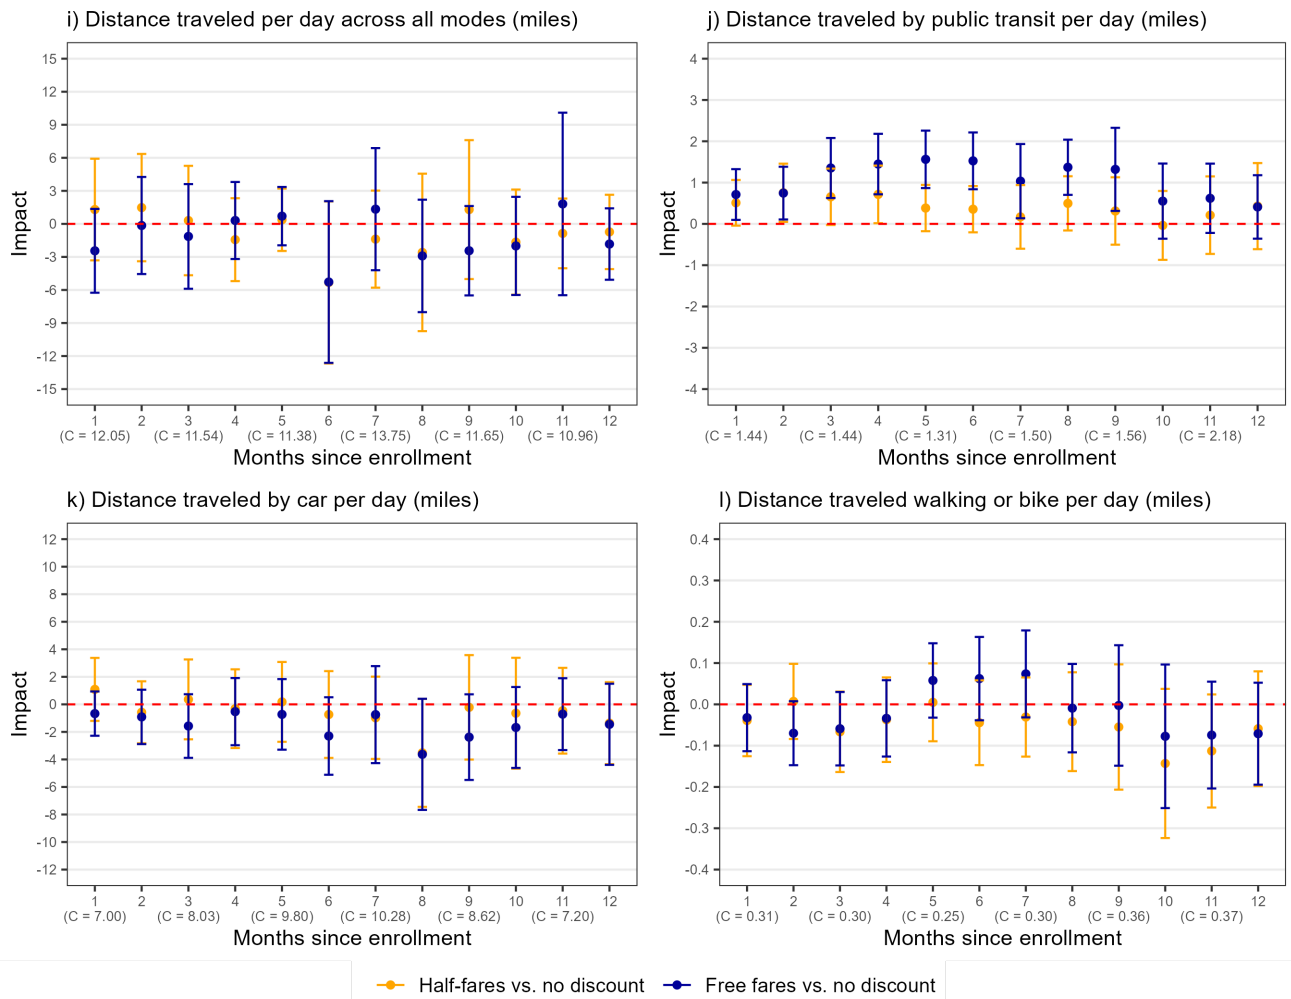 i) Distance traveled per day across all modes (miles)
15
12
9
6
3
0
-3
-6
-9
-12
-15
Impact
1 2 3 4 5 6 7 8 9 10 11 12
(C = 12.05) (C = 11.54) (C = 11.38) (C = 13.75) (C = 11.65) (C = 10.96)
Months since enrollment
j) Distance traveled by public transit per day (miles)
4
3
2
1
0
-1
-2
-3
-4
Impact
1 2 3 4 5 6 7 8 9 10 11 12
(C = 1.44) (C = 1.44) (C = 1.31) (C = 1.50) (C = 1.56) (C = 2.18)
Months since enrollment
k) Distance traveled by car per day (miles)
12
10
8
6
4
2
0
-2
-4
-6
-8
-10
-12
Impact
1 2 3 4 5 6 7 8 9 10 11 12
(C = 7.00) (C = 8.03) (C = 9.80) (C = 10.28) (C = 8.62) (C = 7.20)
Months since enrollment
l) Distance traveled walking or bike per day (miles)
0.4
0.3
0.2
0.1
0.0
-0.1
-0.2
-0.3
-0.4
Impact
1 2 3 4 5 6 7 8 9 10 11 12
(C = 0.31) (C = 0.30) (C = 0.25) (C = 0.30) (C = 0.36) (C = 0.37)
Months since enrollment
Half-fares vs. no discount Free fares vs. no discount